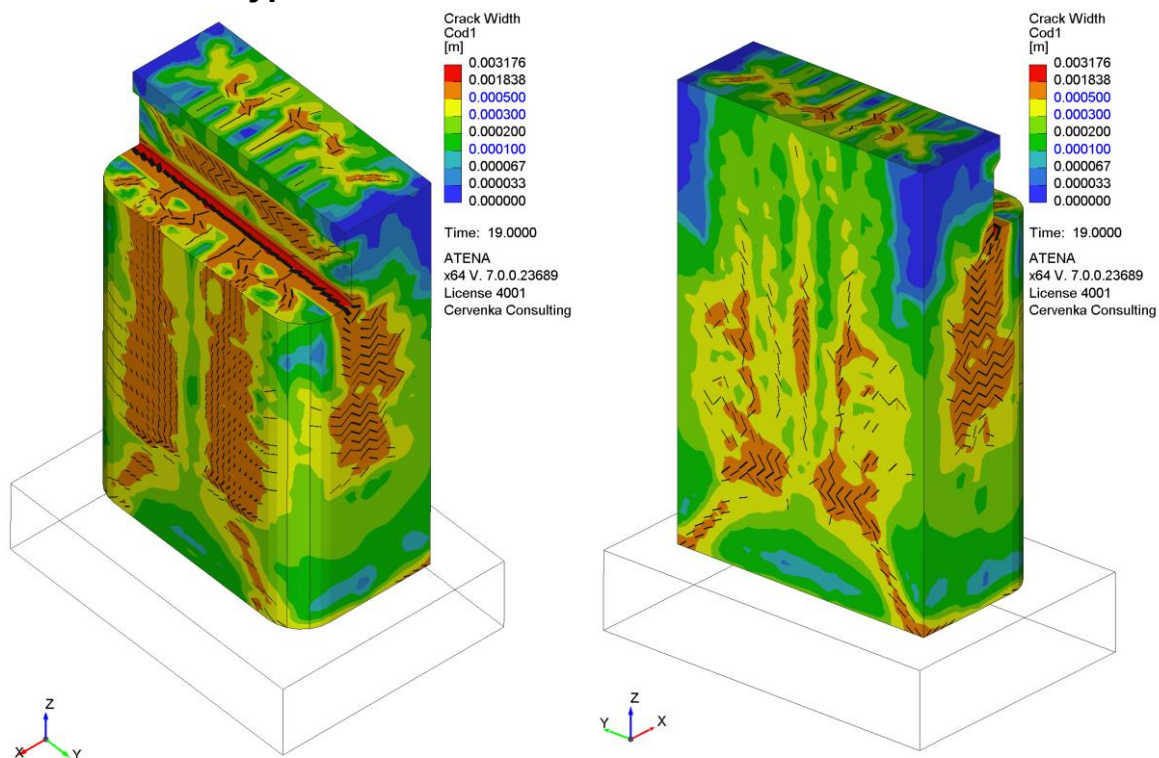 Crack Width
Cod1
[m]
0.003176
0.001838
0.000500
0.000300
0.000200
0.000100
0.000067
0.000033
0.000000
Time: 19.0000
ATENA
x64 V. 7.0.0.23689
License 4001
Cervenka Consulting
Z
X
Y
Crack Width
Cod1
[m]
0.003176
0.001838
0.000500
0.000300
0.000200
0.000100
0.000067
0.000033
0.000000
Time: 19.0000
ATENA
x64 V. 7.0.0.23689
License 4001
Cervenka Consulting
Z
Y
X